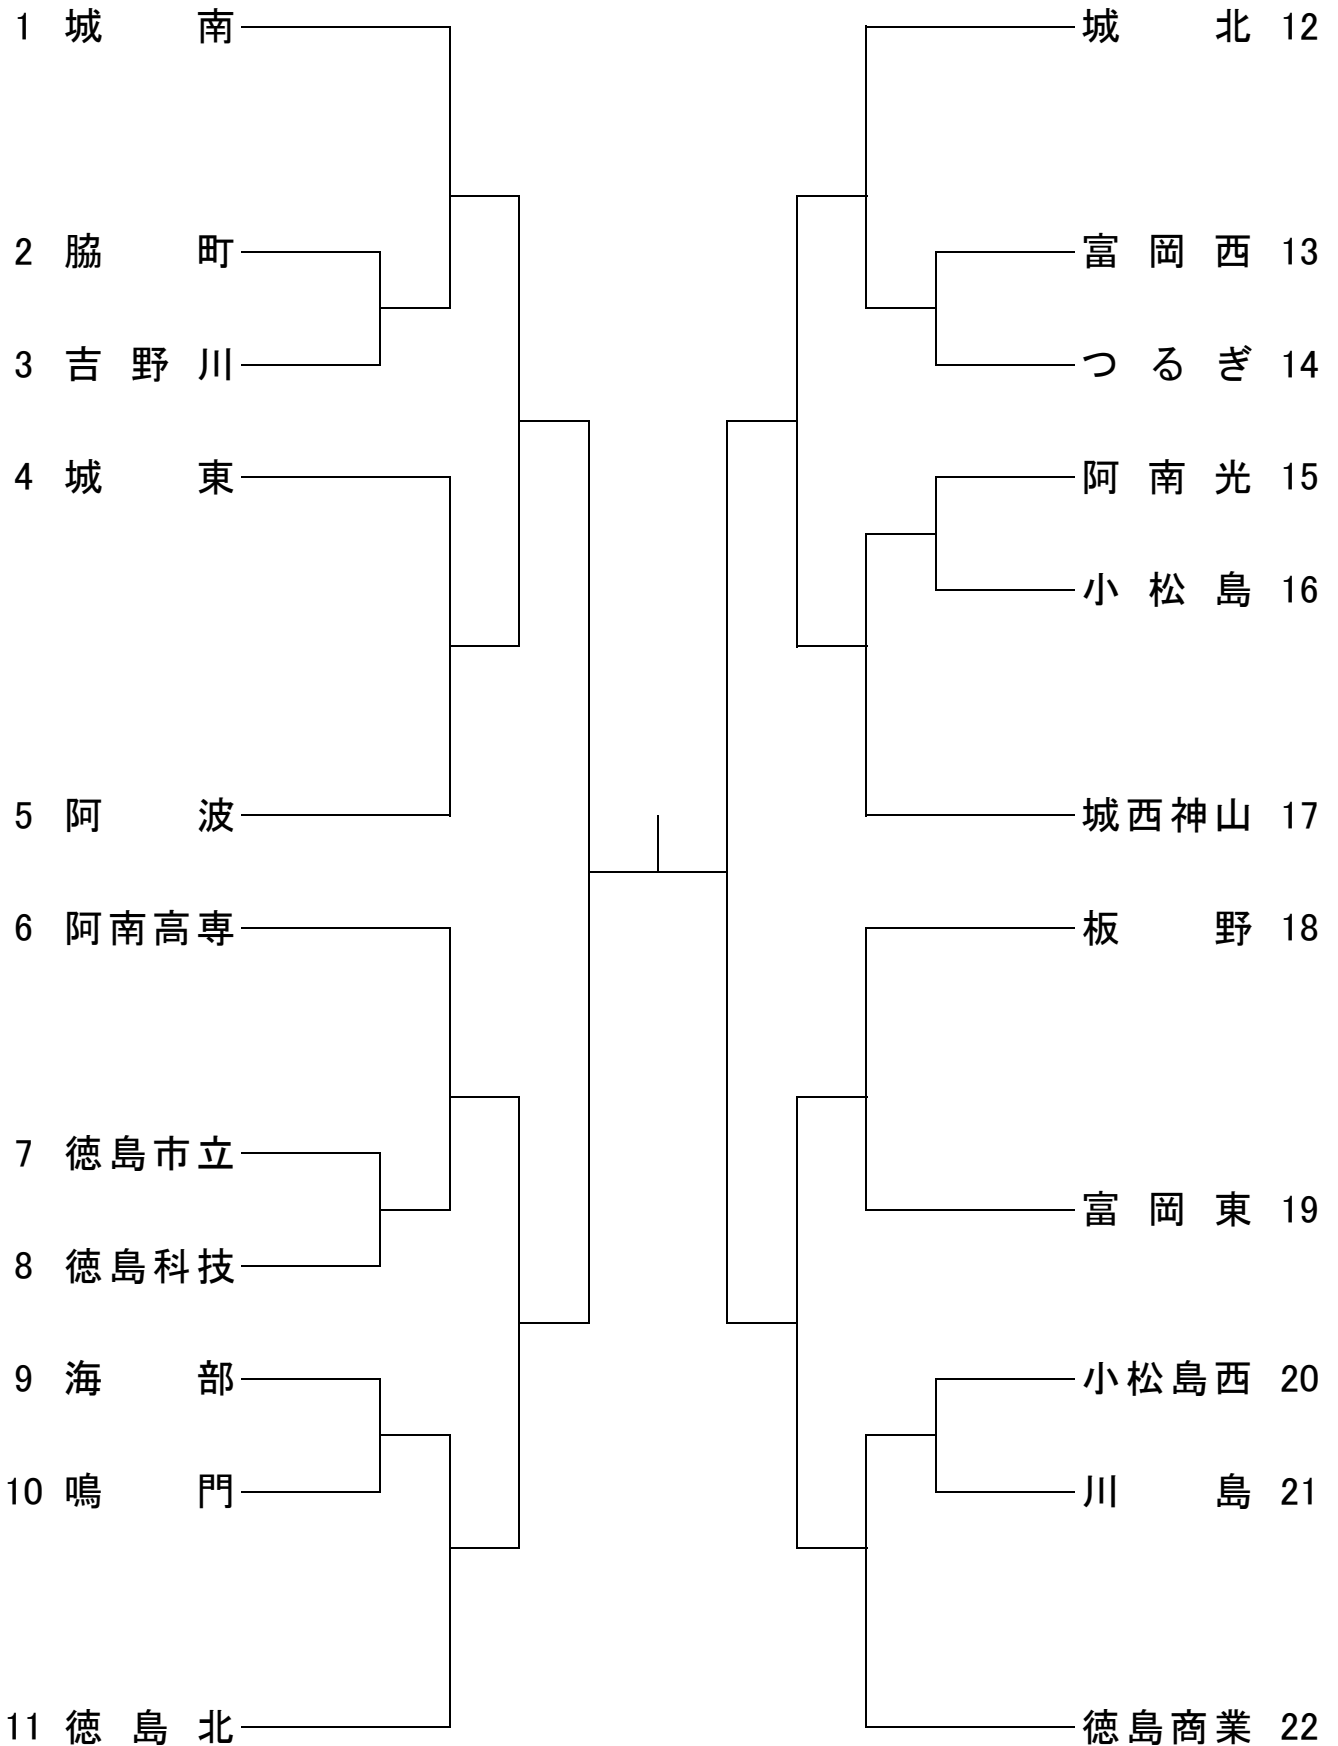 1 城南
2 脇町
3 吉野川
4 城東
5 阿波
6 阿南高専
7 徳島市立
8 徳島科技
9 海部
10 鳴門
11 徳島北
城北 12
富岡西 13
つるぎ 14
阿南光 15
小松島 16
城西神山 17
板野 18
富岡東 19
小松島西 20
川島 21
徳島商業 22